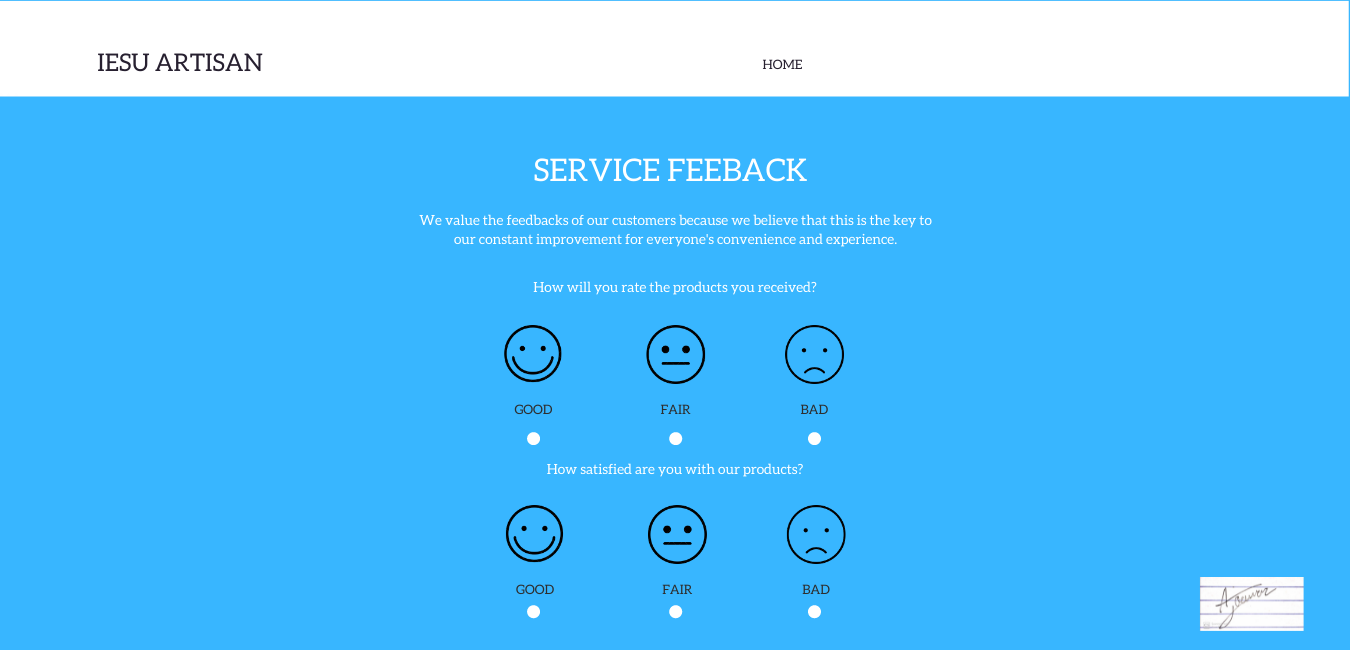 IESU ARTISAN
HOME
SERVICE FEEBACK
We value the feedbacks of our customers because we believe that this is the key to
our constant improvement for everyone's convenience and experience.
How will you rate the products you received?
GOOD FAIR BAD
How satisfied are you with our products?
GOOD FAIR BAD